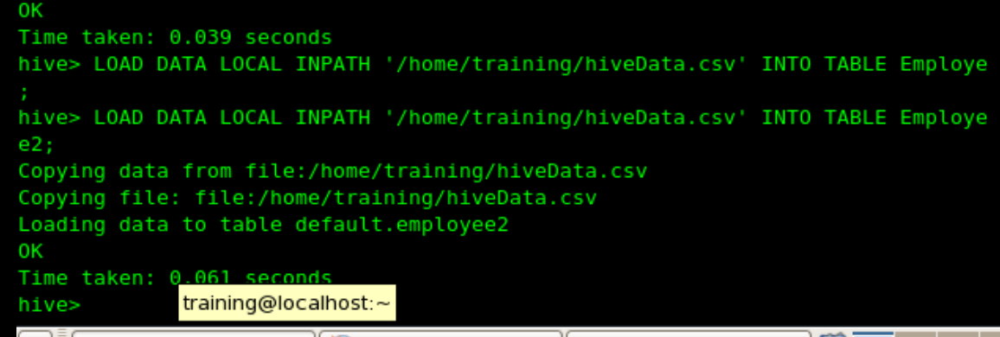 OK
Time taken: 0.039 seconds
hive> LOAD DATA LOCAL INPATH '/home/training/hiveData.csv' INTO TABLE Employe
;
hive> LOAD DATA LOCAL INPATH '/home/training/hiveData.csv' INTO TABLE Employe
e2;
Copying data from file:/home/training/hiveData.csv
Copying file: file:/home/training/hiveData.csv
Loading data to table default.employee2
OK
Time taken: 0.061 seconds
hive>
training@localhost:~